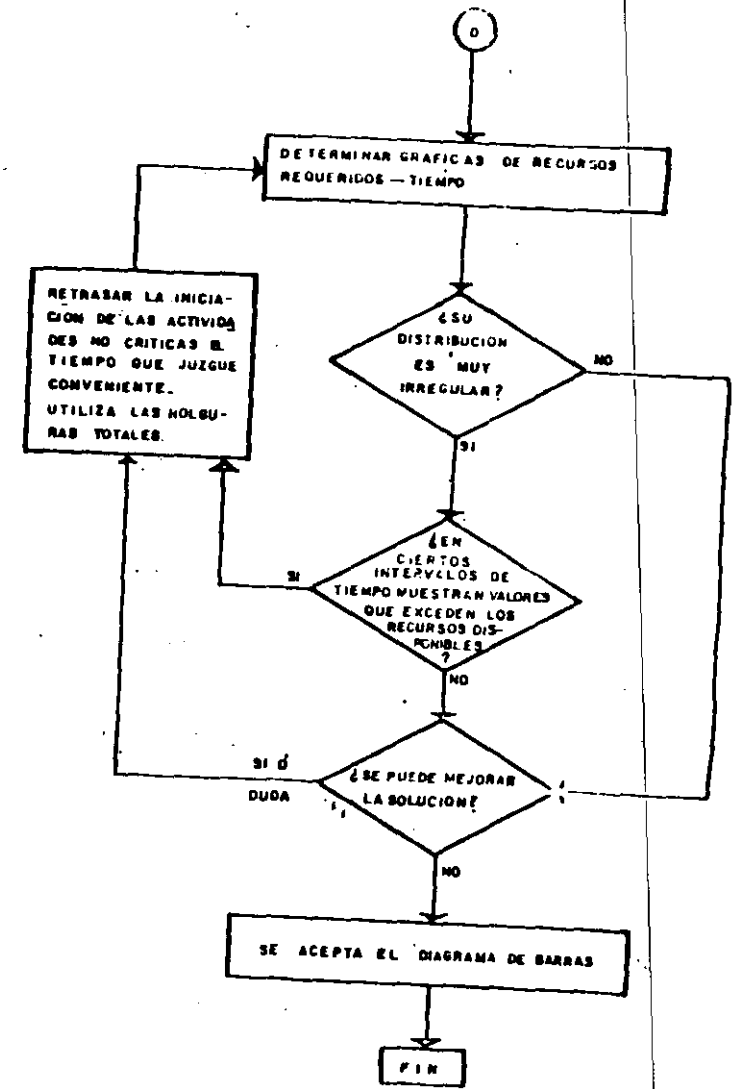 D
DETERMINAR GRAFICAS DE RECURSOS
REQUERIDOS — TIEMPO
RETRASAR LA INICIA-
CION DE LAS ACTIVIDA
DES NO CRITICAS EL
TIEMPO QUE JUZGUE
CONVENIENTE.
UTILIZA LAS HOLGU-
RAS TOTALES.
¿SU
DISTRIBUCION
ES MUY
IRREGULAR?
NO
SI
¿EN
CIERTOS
INTERVALOS DE
TIEMPO MUESTRAN VALORES
QUE EXCEDEN LOS
RECURSOS DIS-
PONIBLES
?
SI
NO
¿SE PUEDE MEJORAR
LA SOLUCION?
SI Ó
DUDA
NO
SE ACEPTA EL DIAGRAMA DE BARRAS
FIN